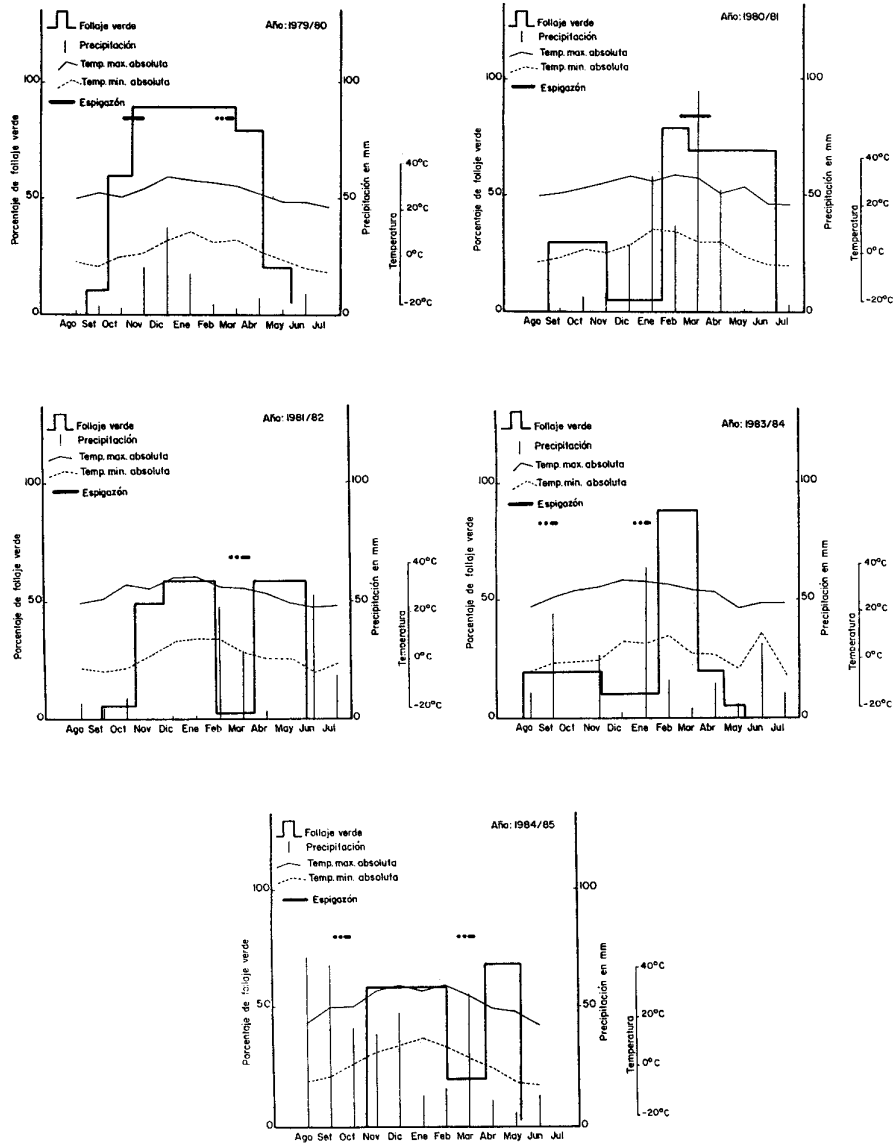 Año: 1979/80
Follaje verde
Precipitación
Temp. max. absoluta
Temp. min. absoluta
Espigazón
100
50
0
Porcentaje de follaje verde
100
50
0
Precipitación en mm
40°C
20°C
0°C
-20°C
Temperatura
Ago Set Oct Nov Dic Ene Feb Mar Abr May Jun Jul
Año: 1980/81
Follaje verde
Precipitación
Temp. max. absoluta
Temp. min. absoluta
Espigazón
100
50
0
Porcentaje de follaje verde
100
50
0
Precipitación en mm
40°C
20°C
0°C
-20°C
Temperatura
Ago Set Oct Nov Dic Ene Feb Mar Abr May Jun Jul
Año: 1981/82
Follaje verde
Precipitación
Temp. max. absoluta
Temp. min. absoluta
Espigazón
100
50
0
Porcentaje de follaje verde
100
50
0
Precipitación en mm
40°C
20°C
0°C
-20°C
Temperatura
Ago Set Oct Nov Dic Ene Feb Mar Abr May Jun Jul
Año: 1983/84
Follaje verde
Precipitación
Temp. max. absoluta
Temp. min. absoluta
Espigazón
100
50
0
Porcentaje de follaje verde
100
50
0
Precipitación en mm
40°C
20°C
0°C
-20°C
Temperatura
Ago Set Oct Nov Dic Ene Feb Mar Abr May Jun Jul
Año: 1984/85
Follaje verde
Precipitación
Temp. max. absoluta
Temp. min. absoluta
Espigazón
100
50
0
Porcentaje de follaje verde
100
50
0
Precipitación en mm
40°C
20°C
0°C
-20°C
Temperatura
Ago Set Oct Nov Dic Ene Feb Mar Abr May Jun Jul